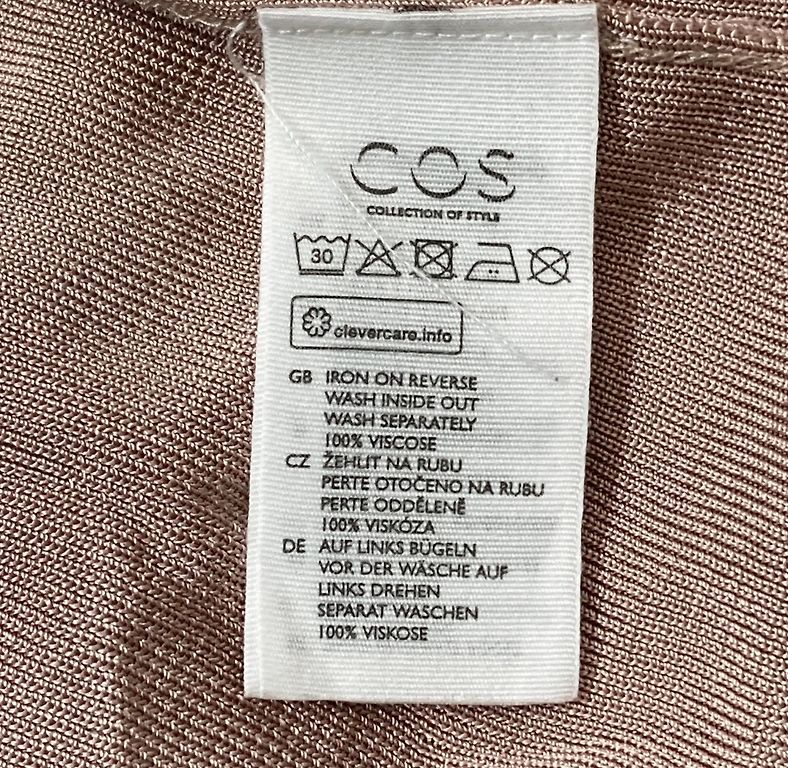 COS
COLLECTION OF STYLE
30
clevercare.info
GB IRON ON REVERSE
WASH INSIDE OUT
WASH SEPARATELY
100% VISCOSE
CZ ŽEHLIT NA RUBU
PERTE OTOČENO NA RUBU
PERTE ODDĚLENĚ
100% VISKÓZA
DE AUF LINKS BÜGELN
VOR DER WÄSCHE AUF
LINKS DREHEN
SEPARAT WASCHEN
100% VISKOSE